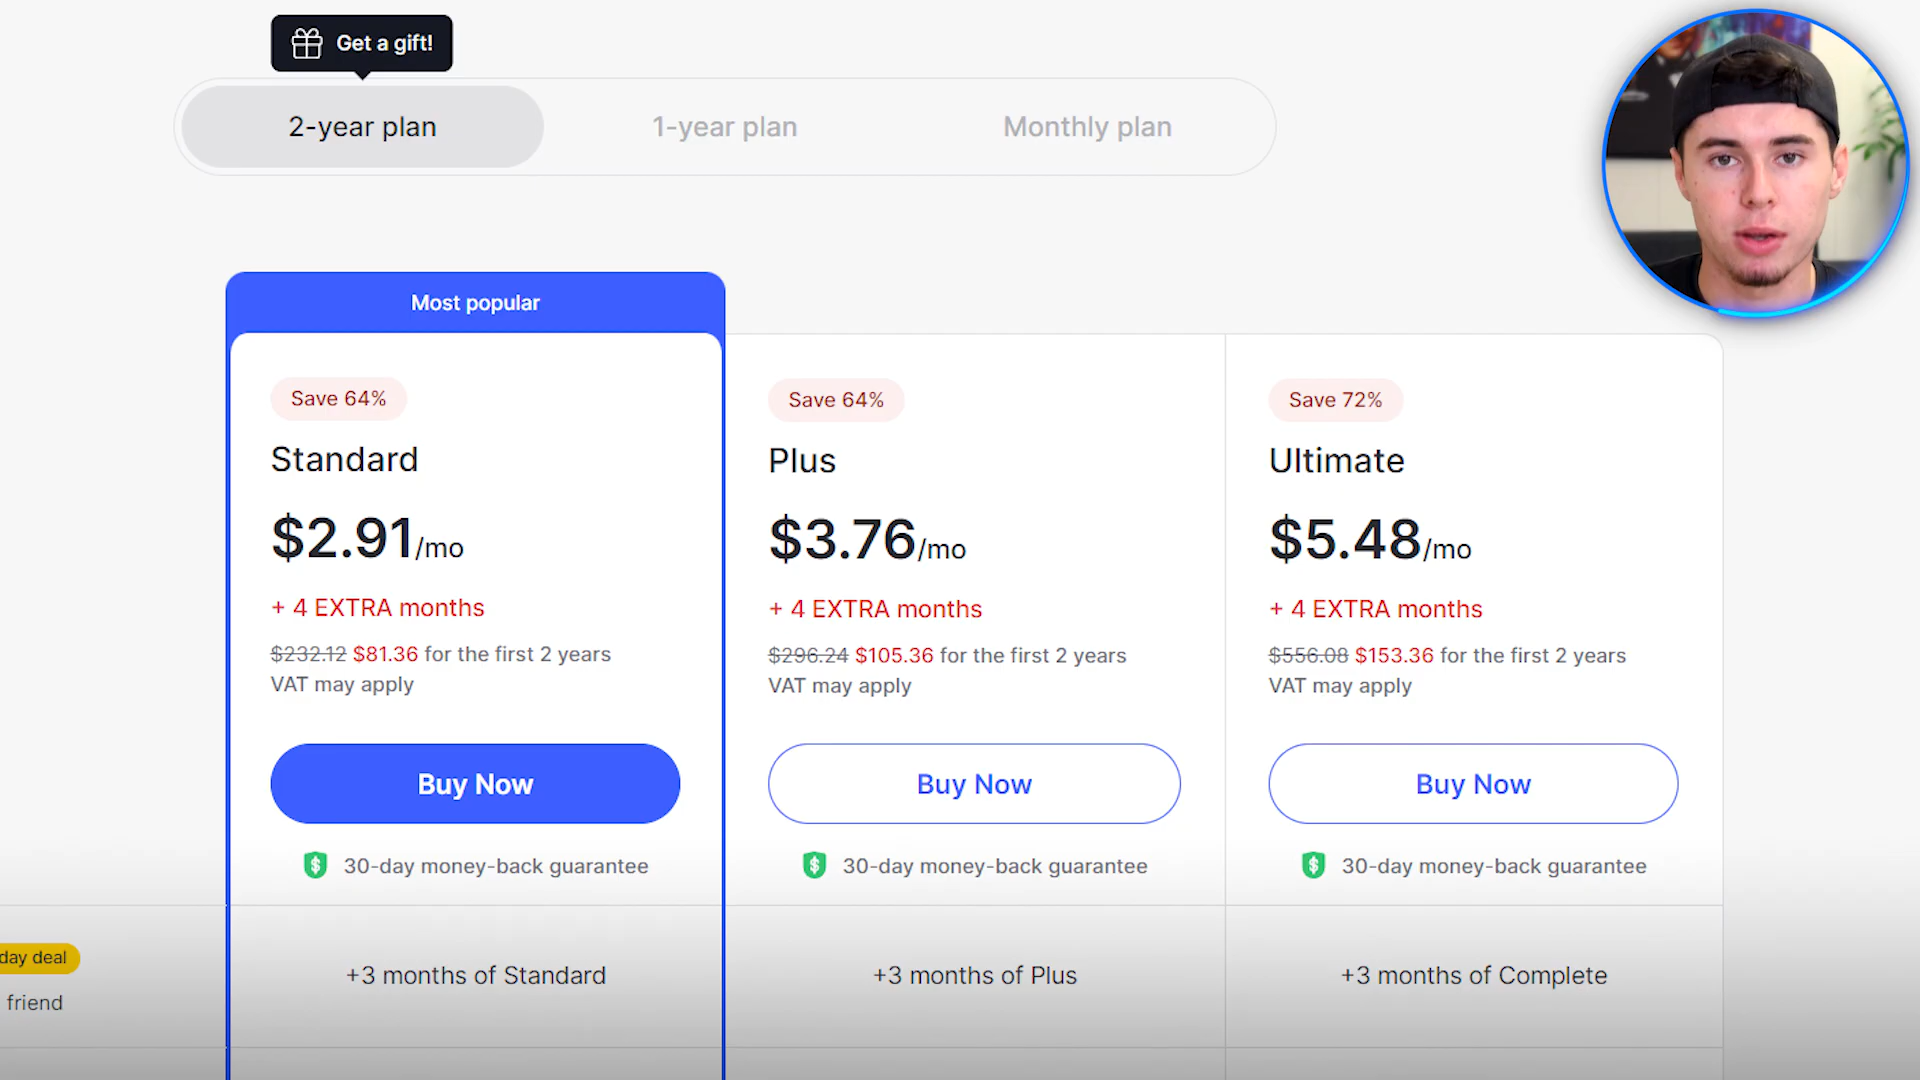 Get a gift!
2-year plan
1-year plan
Monthly plan
Most popular
Save 64%
Standard
$2.91/mo
+ 4 EXTRA months
$232.12 $81.36 for the first 2 years
VAT may apply
Buy Now
30-day money-back guarantee
+3 months of Standard
Save 64%
Plus
$3.76/mo
+ 4 EXTRA months
$296.24 $105.36 for the first 2 years
VAT may apply
Buy Now
30-day money-back guarantee
+3 months of Plus
Save 72%
Ultimate
$5.48/mo
+ 4 EXTRA months
$556.08 $153.36 for the first 2 years
VAT may apply
Buy Now
30-day money-back guarantee
+3 months of Complete
day deal
friend